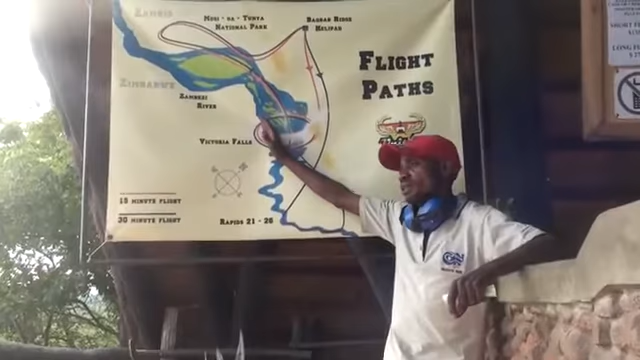 Zambia
Mosi - oa - Tunya
National Park
Baobab Ridge
Helipad
Flight
Paths
Zimbabwe
Zambezi
River
Victoria Falls
15 minute flight
30 minute flight
Rapids 21 - 26